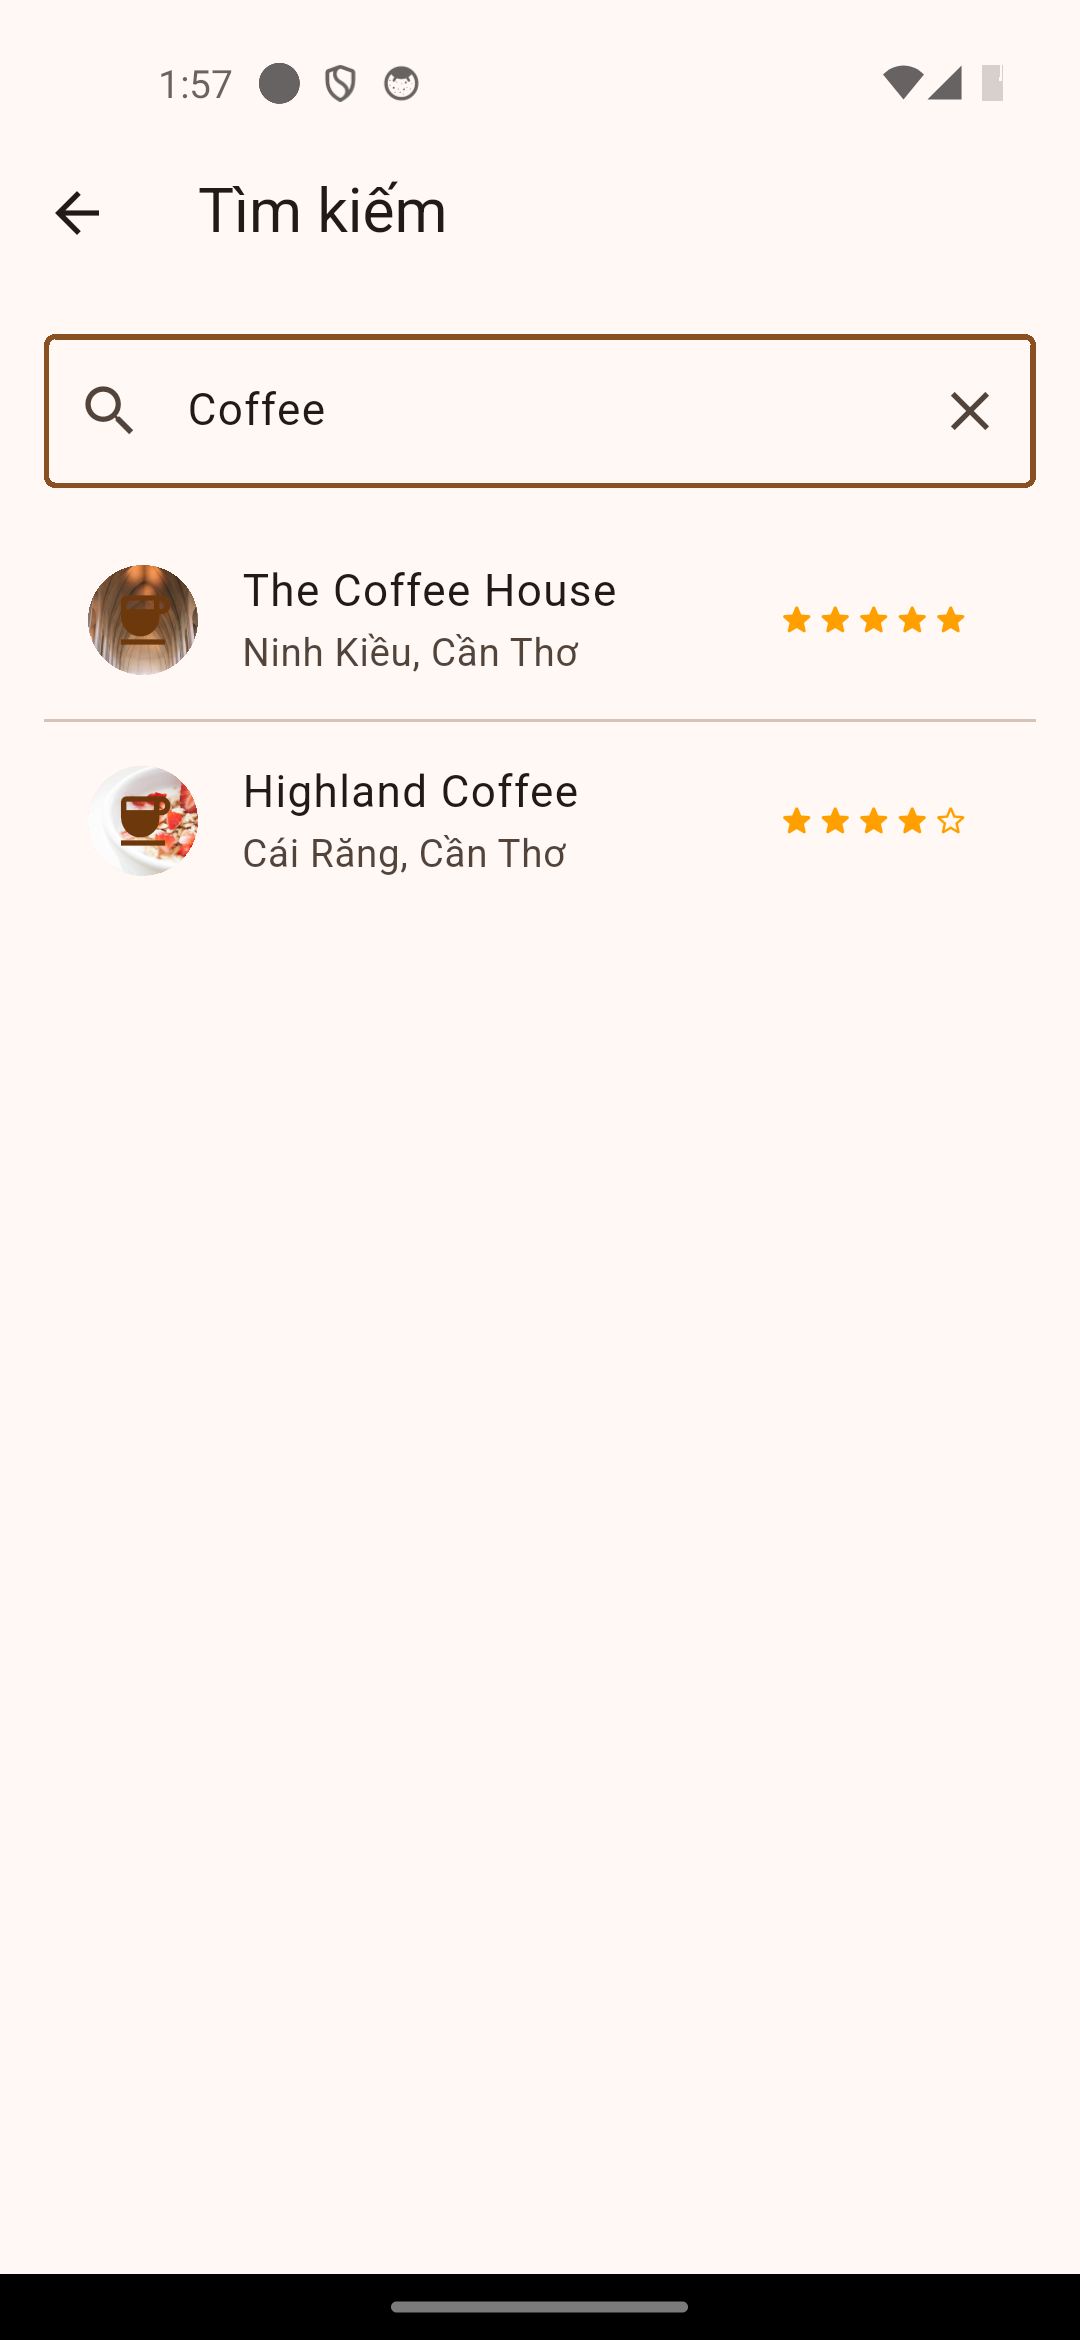 1:57
Tìm kiếm
Coffee
The Coffee House
Ninh Kiều, Cần Thơ
Highland Coffee
Cái Răng, Cần Thơ